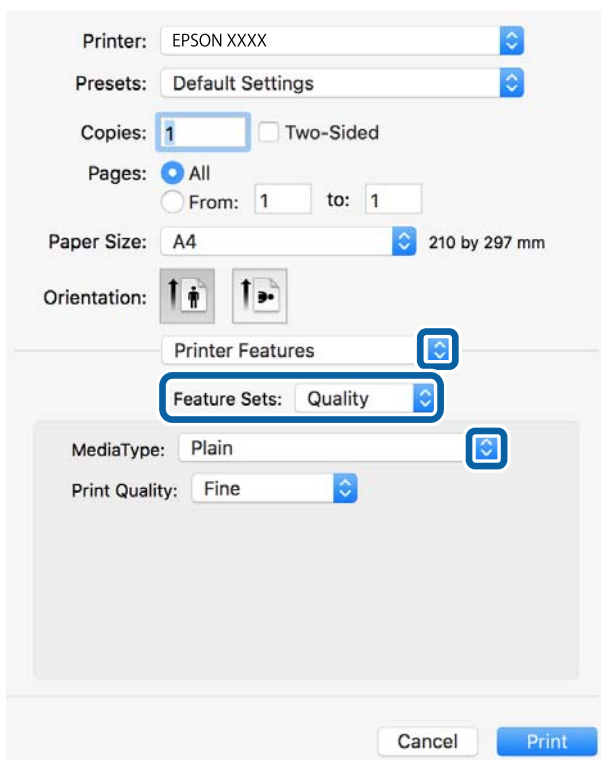 Printer: EPSON XXXX
Presets: Default Settings
Copies: 1 Two-Sided
Pages: All
From: 1 to: 1
Paper Size: A4 210 by 297 mm
Orientation:
Printer Features
Feature Sets: Quality
MediaType: Plain
Print Quality: Fine
Cancel Print